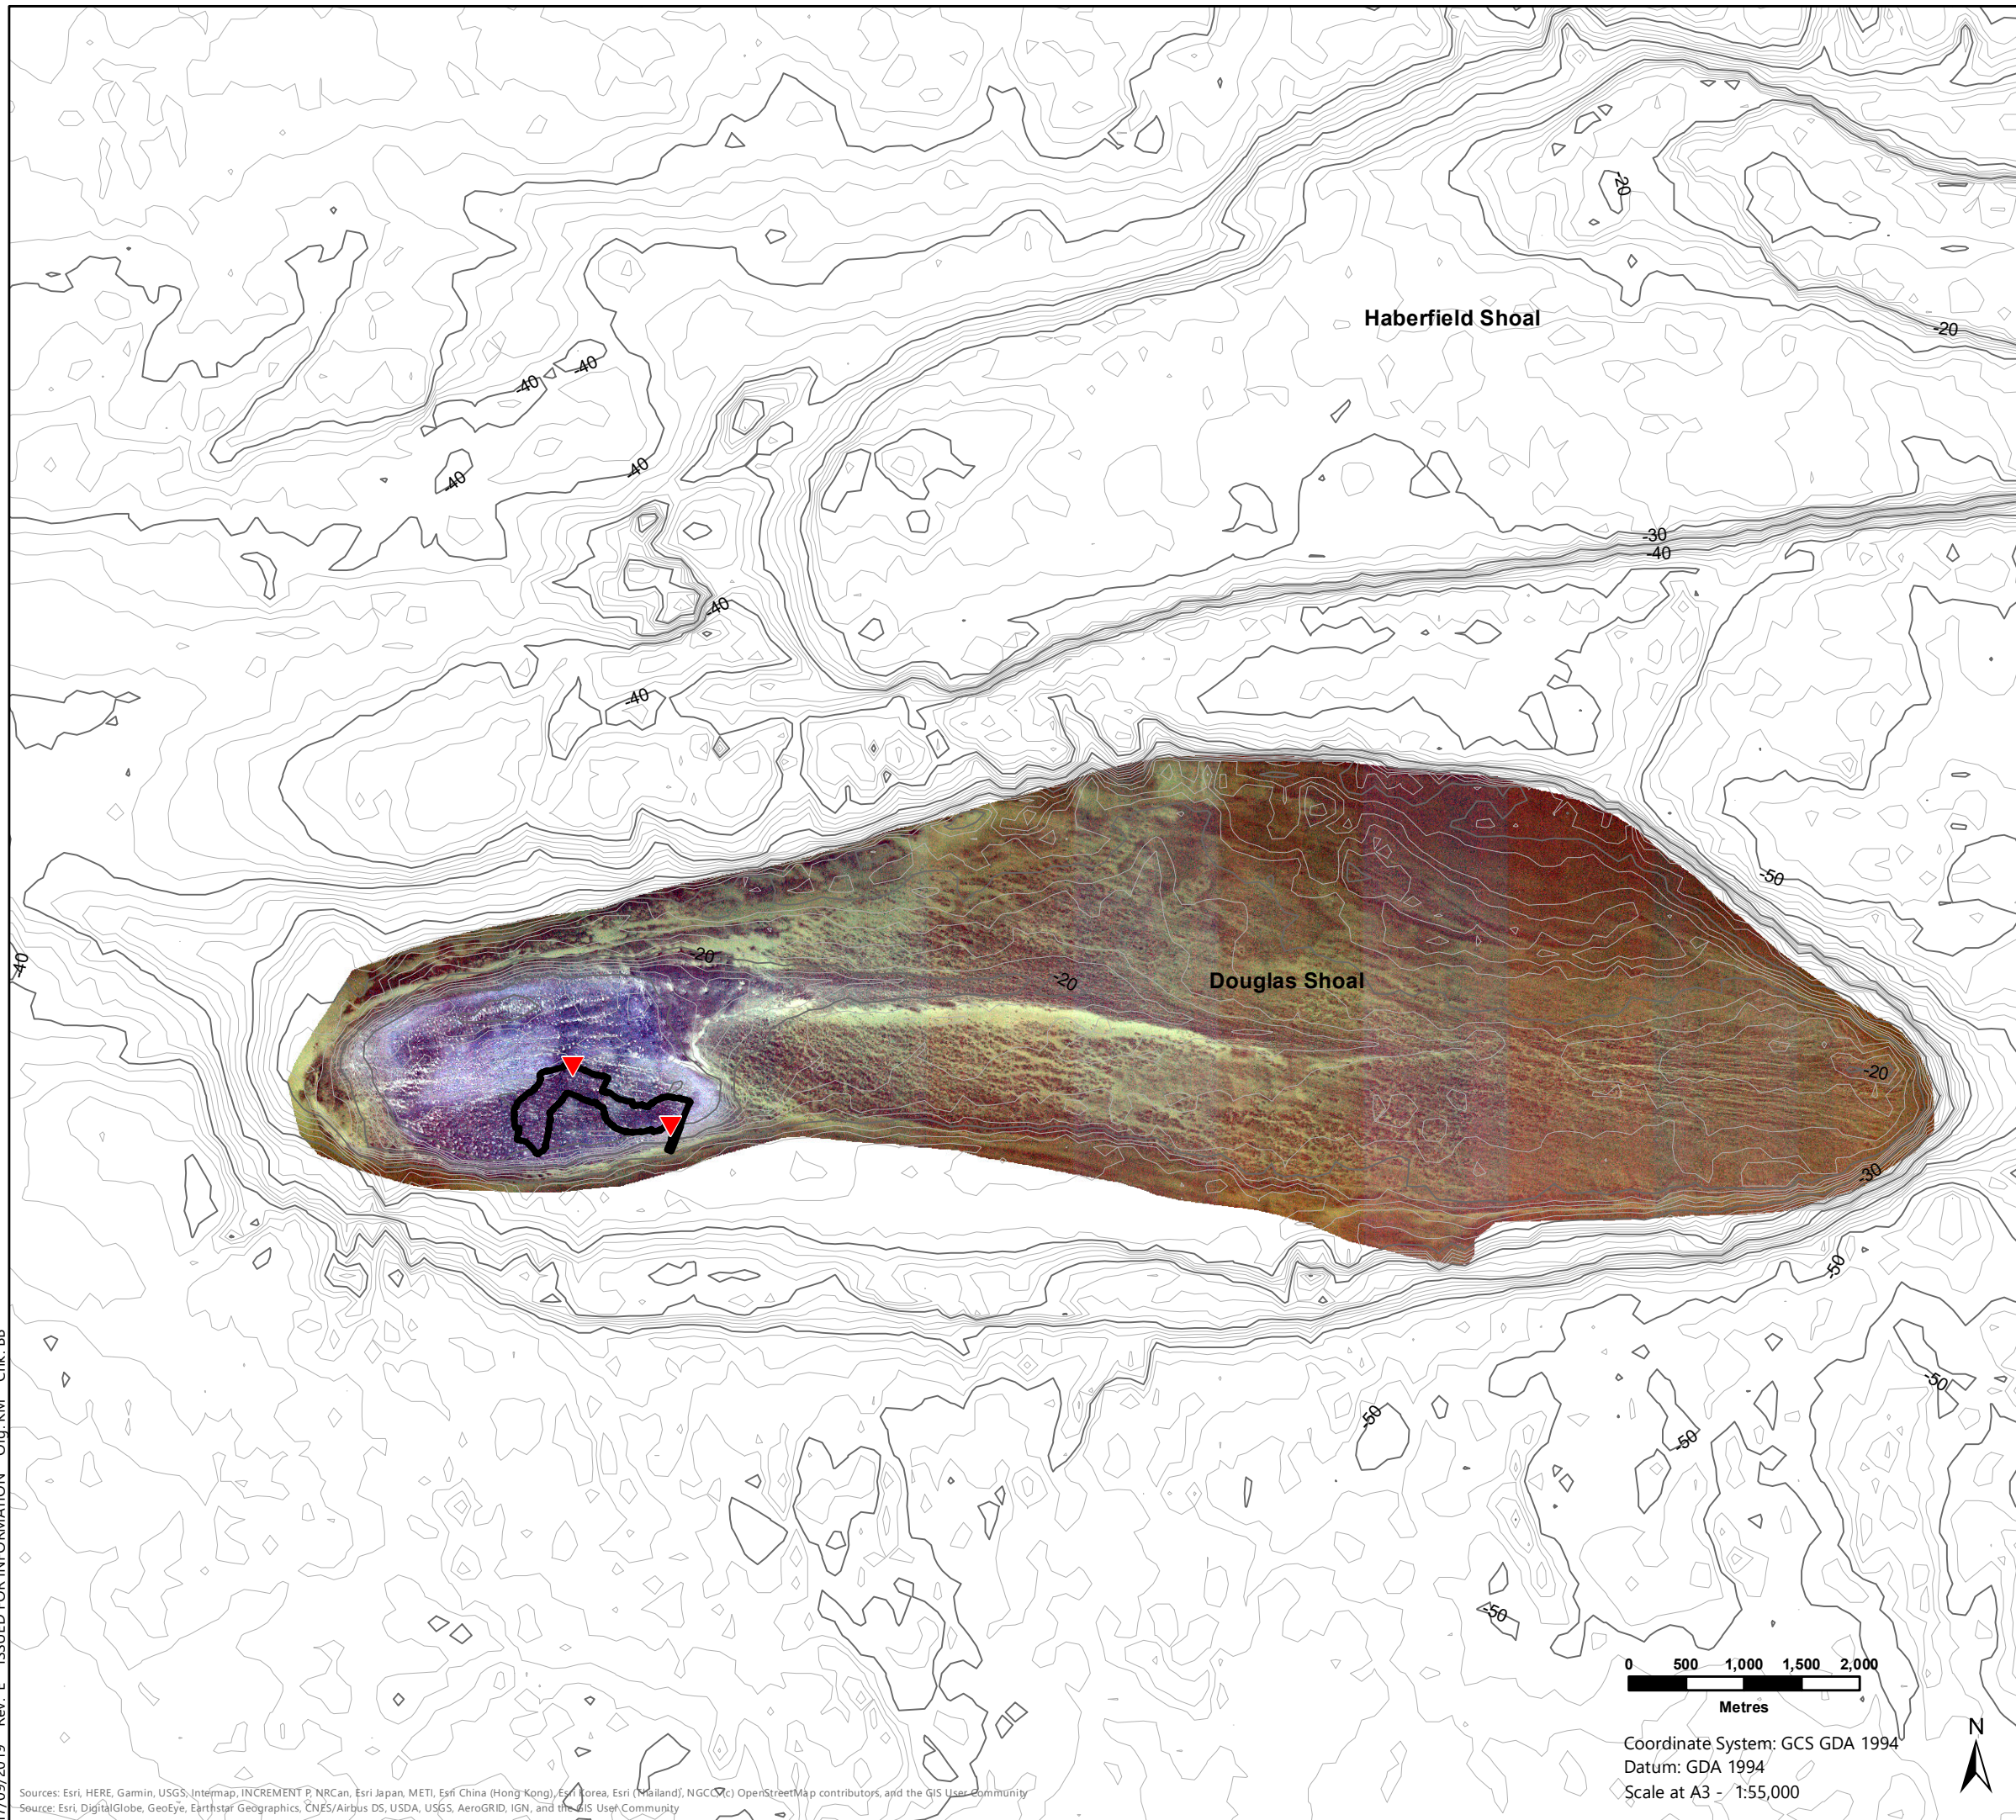 -20
Haberfield Shoal
-20
-40
-40
-40
-40
-30
-40
-40
-40
-50
-20
-40
-20
Douglas Shoal
-20
-30
-50
-50
-50
-50
-50
0 500 1,000 1,500 2,000
Metres
N
Coordinate System: GCS GDA 1994
Datum: GDA 1994
Scale at A3 - 1:55,000
Sources: Esri, HERE, Garmin, USGS, Intermap, INCREMENT P, NRCan, Esri Japan, METI, Esri China (Hong Kong), Esri Korea, Esri (Thailand), NGCC, (c) OpenStreetMap contributors, and the GIS User Community
Source: Esri, DigitalGlobe, GeoEye, Earthstar Geographics, CNES/Airbus DS, USDA, USGS, AeroGRID, IGN, and the GIS User Community